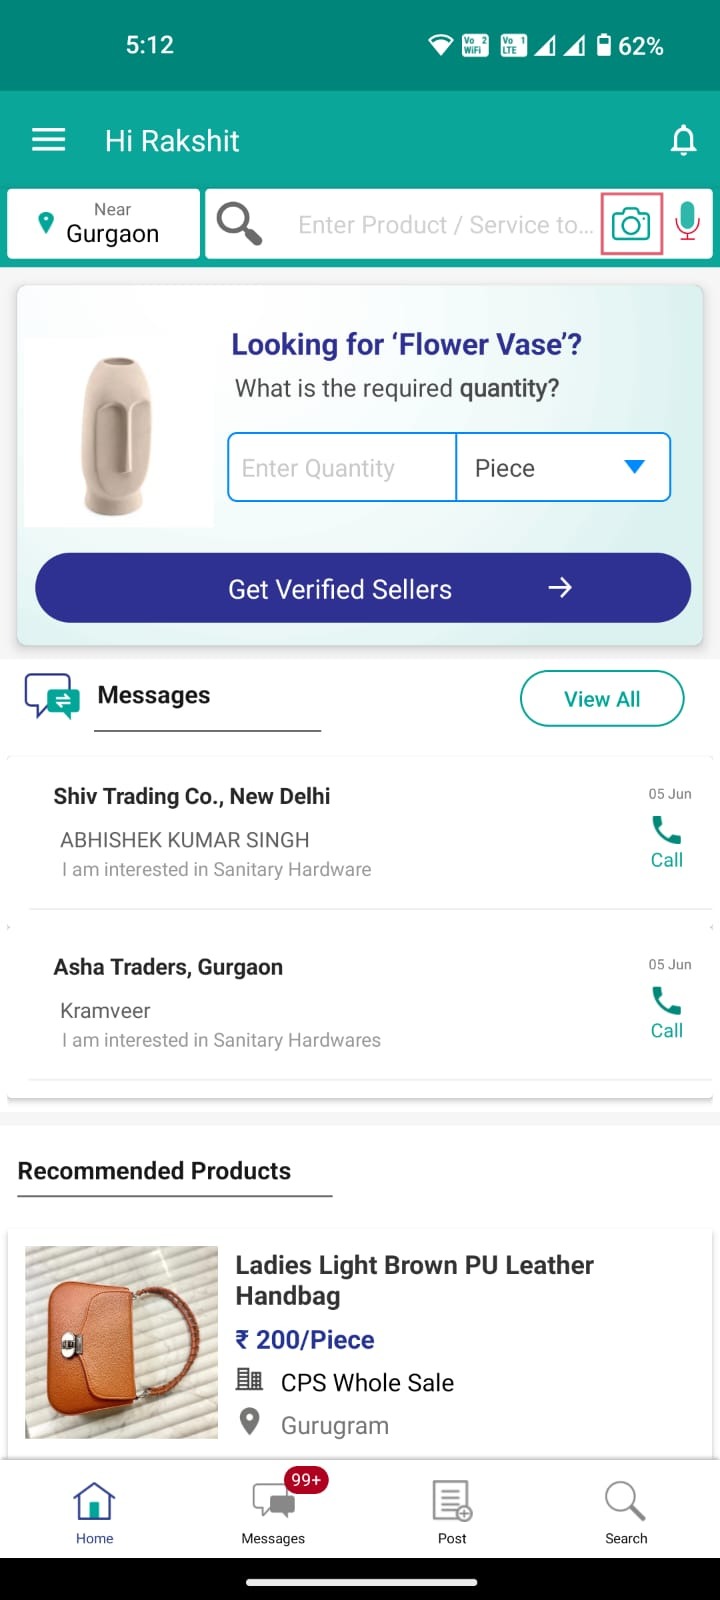 5:12
Vo 2
WiFi
Vo 1
LTE
62%
Hi Rakshit
Near
Gurgaon
Enter Product / Service to...
Looking for ‘Flower Vase’?
What is the required quantity?
Enter Quantity
Piece
Get Verified Sellers
Messages
View All
Shiv Trading Co., New Delhi
05 Jun
ABHISHEK KUMAR SINGH
I am interested in Sanitary Hardware
Call
Asha Traders, Gurgaon
05 Jun
Kramveer
I am interested in Sanitary Hardwares
Call
Recommended Products
Ladies Light Brown PU Leather
Handbag
₹ 200/Piece
CPS Whole Sale
Gurugram
99+
Home
Messages
Post
Search